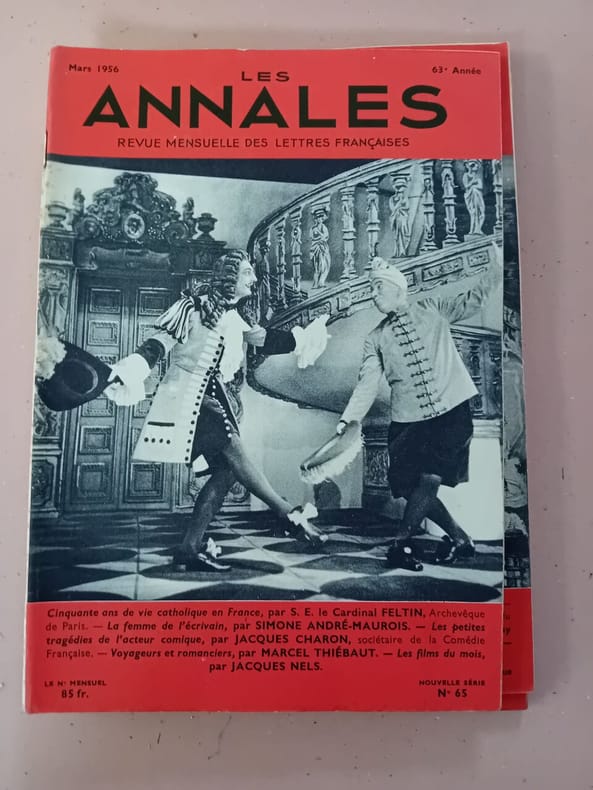 Mars 1956
63e Année
LES
ANNALES
REVUE MENSUELLE DES LETTRES FRANÇAISES
Cinquante ans de vie catholique en France, par S. E. le Cardinal FELTIN, Archevêque
de Paris. — La femme de l'écrivain, par SIMONE ANDRÉ-MAUROIS. — Les petites
tragédies de l'acteur comique, par JACQUES CHARON, sociétaire de la Comédie
Française. — Voyageurs et romanciers, par MARCEL THIÉBAUT. — Les films du mois,
par JACQUES NELS.
LE No MENSUEL
85 fr.
NOUVELLE SÉRIE
No 65